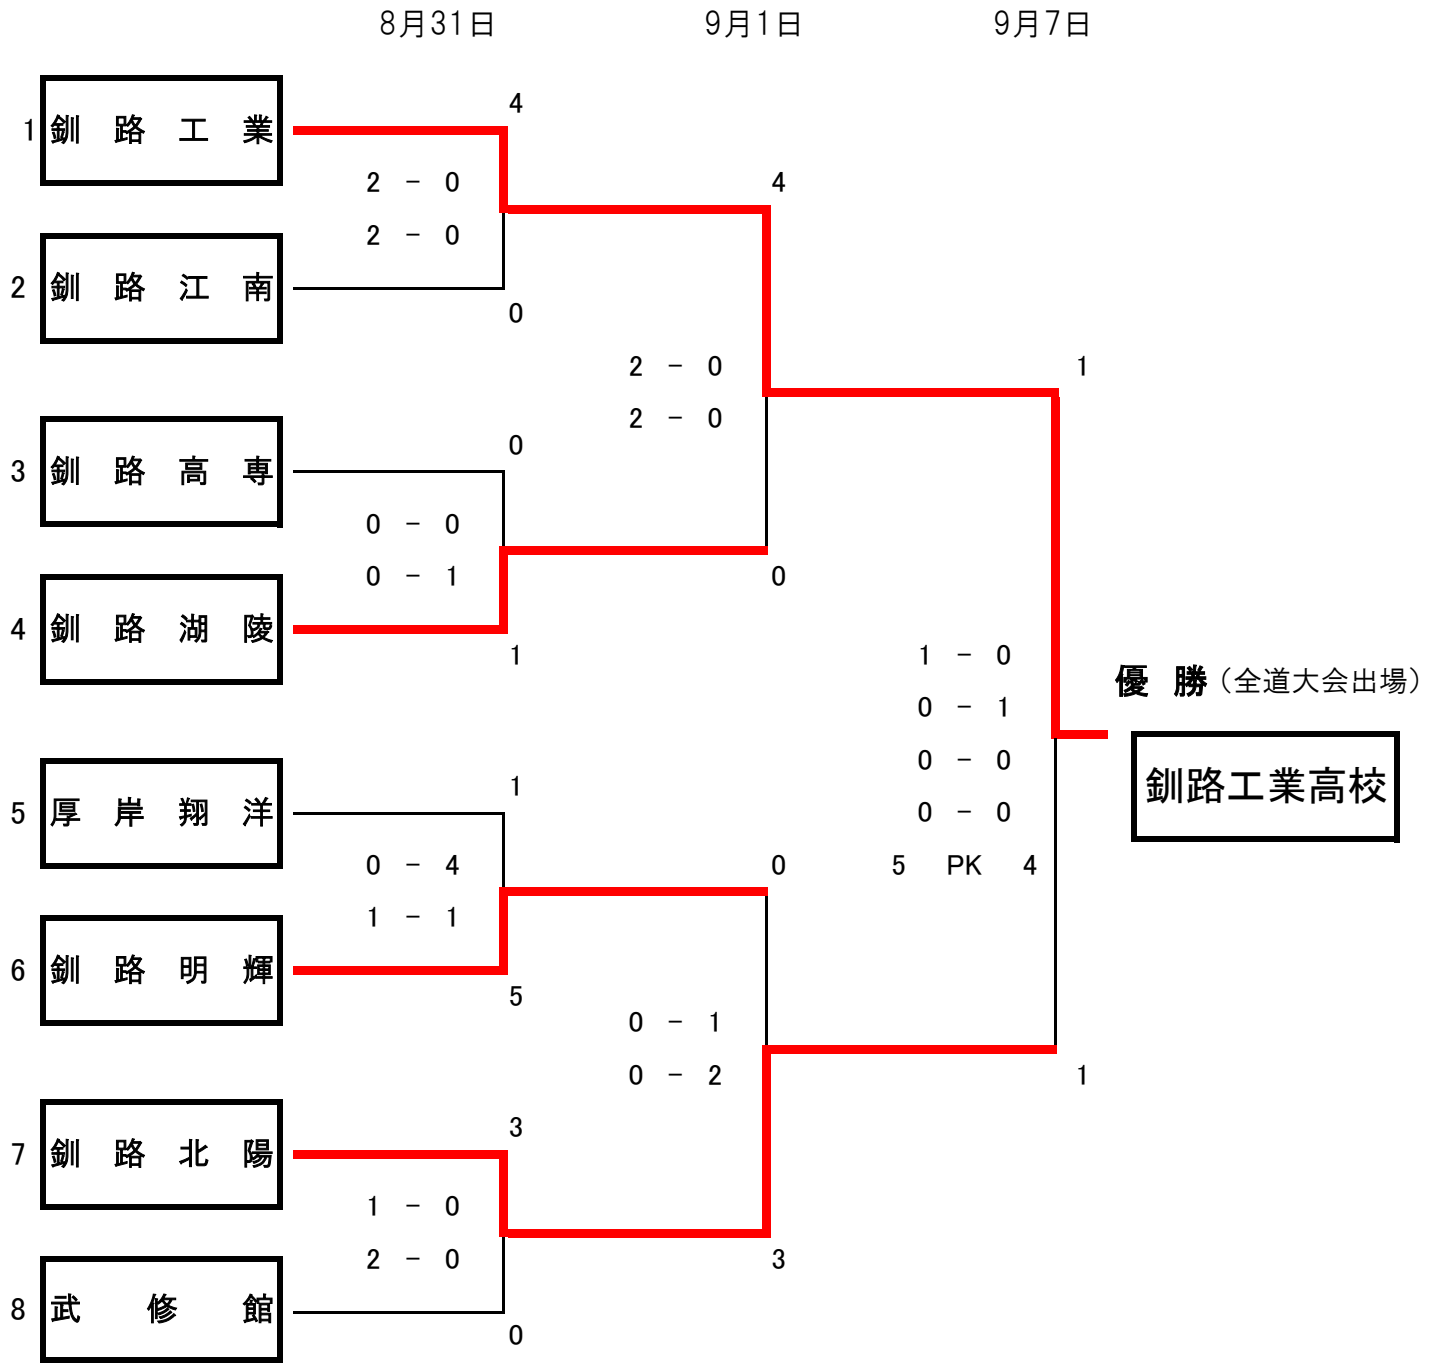 8月31日 9月1日 9月7日
4
1 釧路工業
2 - 0
4
2 - 0
2 釧路江南
0
2 - 0
1
2 - 0
0
3 釧路高専
0 - 0
0 - 1
0
4 釧路湖陵
1
1 - 0
優勝(全道大会出場)
0 - 1
0 - 0
釧路工業高校
1
5 厚岸翔洋
0 - 0
0 - 4
0
5 PK 4
1 - 1
6 釧路明輝
5
0 - 1
0 - 2
1
3
7 釧路北陽
1 - 0
2 - 0
3
8 武修館
0